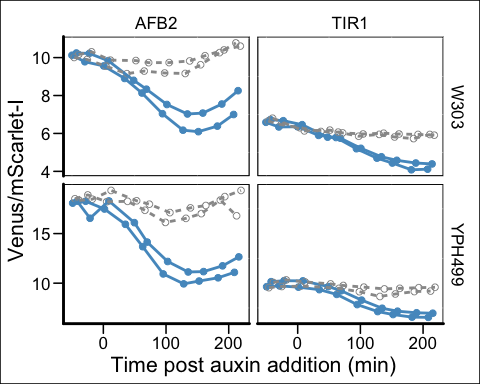 AFB2 TIR1
Venus/mScarlet-I
10
8
6
4
W303
15
10
YPH499
0 100 200 0 100 200
Time post auxin addition (min)